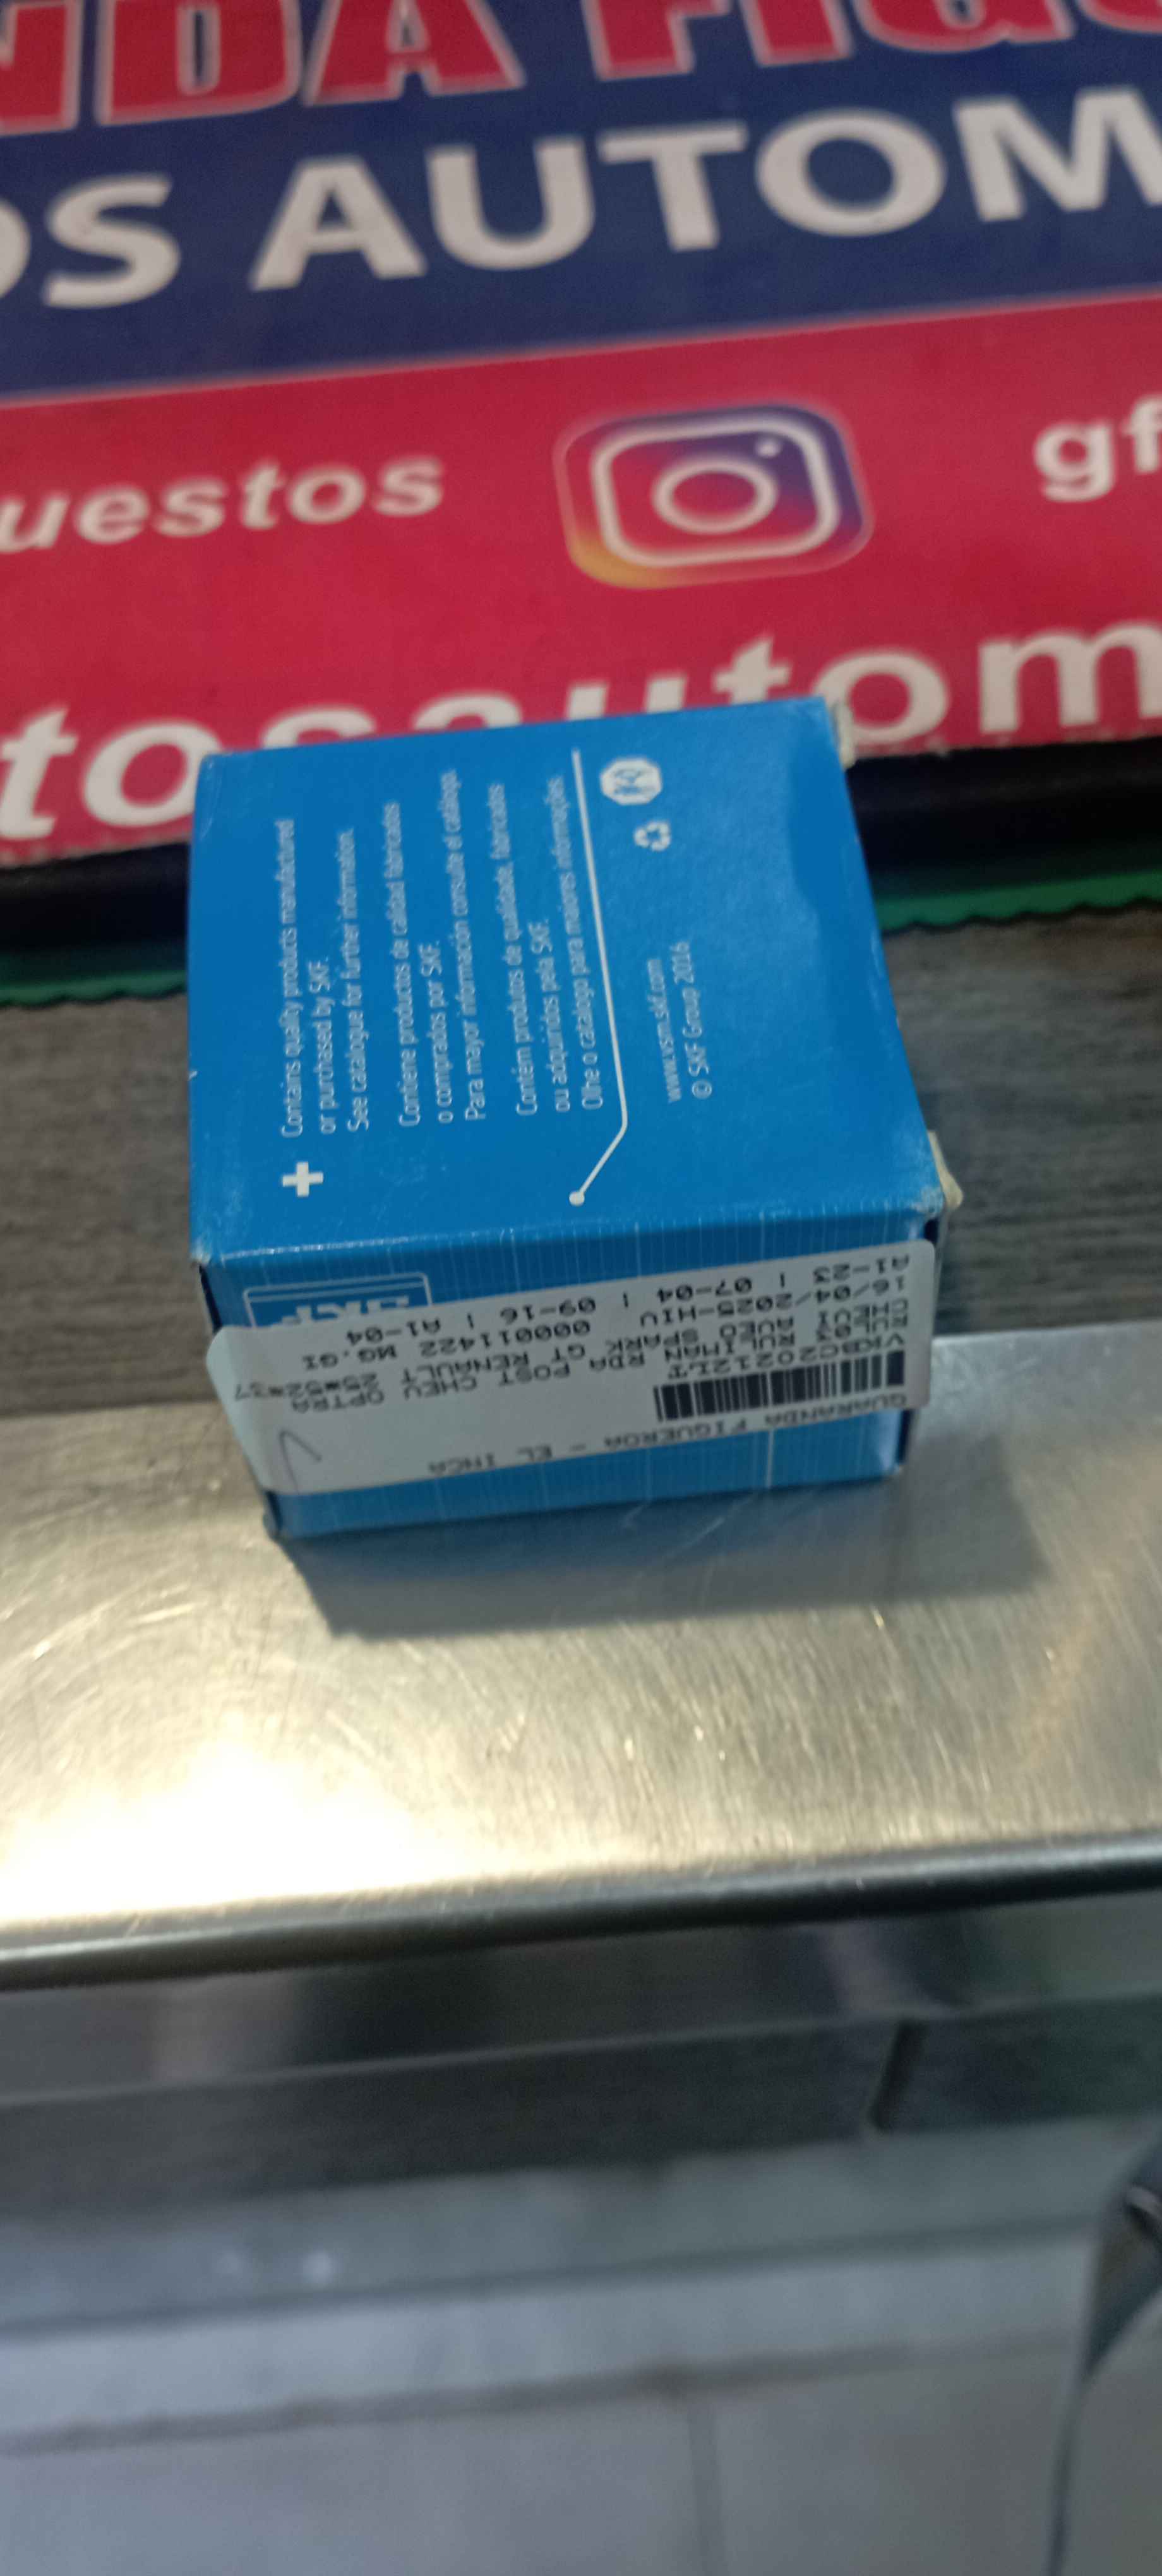 NDA FIGU
OS AUTOM
uestos
gf
tosautom
Contains quality products manufactured
or purchased by SKF.
See catalogue for further information.
Contiene productos de calidad fabricados
o comprados por SKF.
Para mayor información consulte el catálogo.
Contém produtos de qualidade, fabricados
ou adquiridos pela SKF.
Olhe o catálogo para maiores informações.
www.vsm.skf.com
© SKF Group 2016
SKF
GUARANDA FIGUEROA - EL INCA
VKBC20212LT
RULIMAN RDA POST CHEV OPTRA
AVEO SPARK GT RENAULT 25*52*37
16/04/2025-HIU 000011422 MG.GI
A1-23 | 07-04 | 09-16 | A1-04